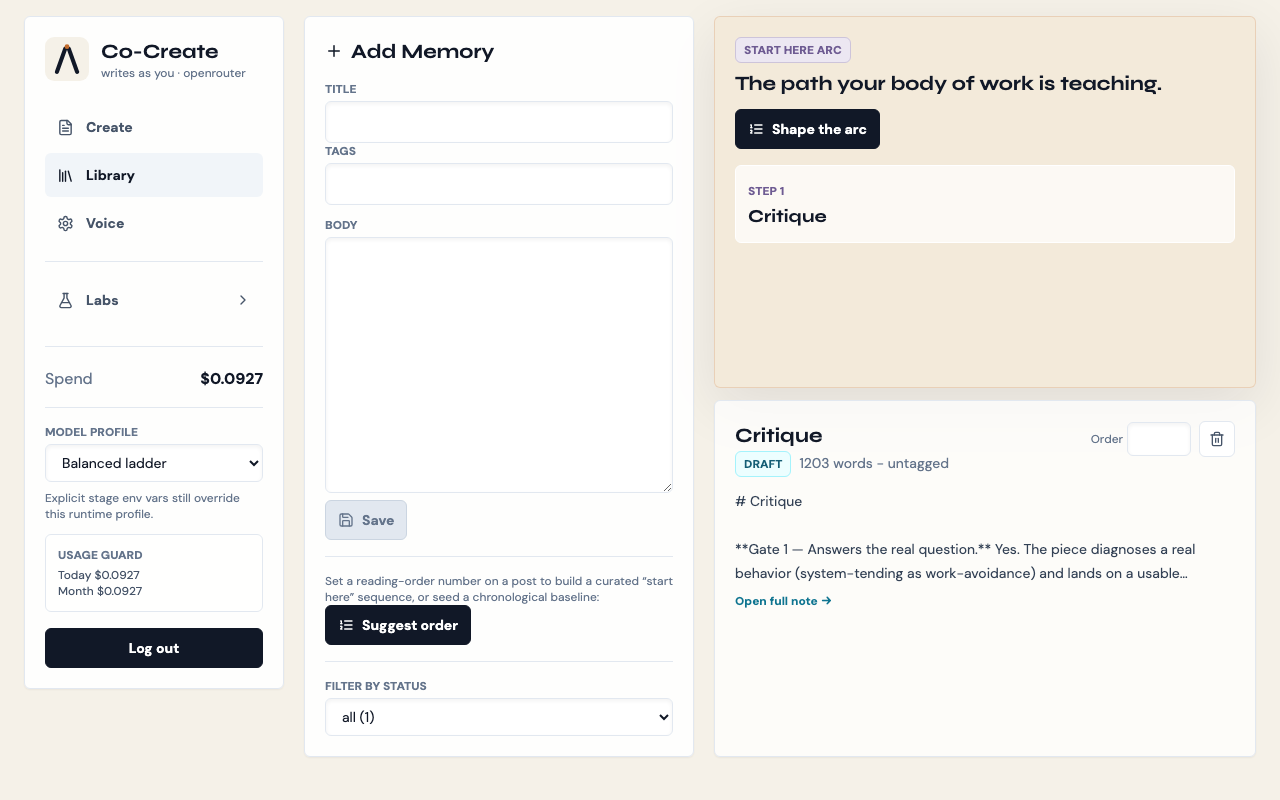 Co-Create
writes as you · openrouter
Create
Library
Voice
Labs
Spend $0.0927
MODEL PROFILE
Balanced ladder
Explicit stage env vars still override
this runtime profile.
USAGE GUARD
Today $0.0927
Month $0.0927
Log out
Add Memory
TITLE
TAGS
BODY
Save
Set a reading-order number on a post to build a curated “start
here” sequence, or seed a chronological baseline:
Suggest order
FILTER BY STATUS
all (1)
START HERE ARC
The path your body of work is teaching.
Shape the arc
STEP 1
Critique
Critique
Order
DRAFT 1203 words - untagged
# Critique
**Gate 1 — Answers the real question.** Yes. The piece diagnoses a real
behavior (system-tending as work-avoidance) and lands on a usable…
Open full note →